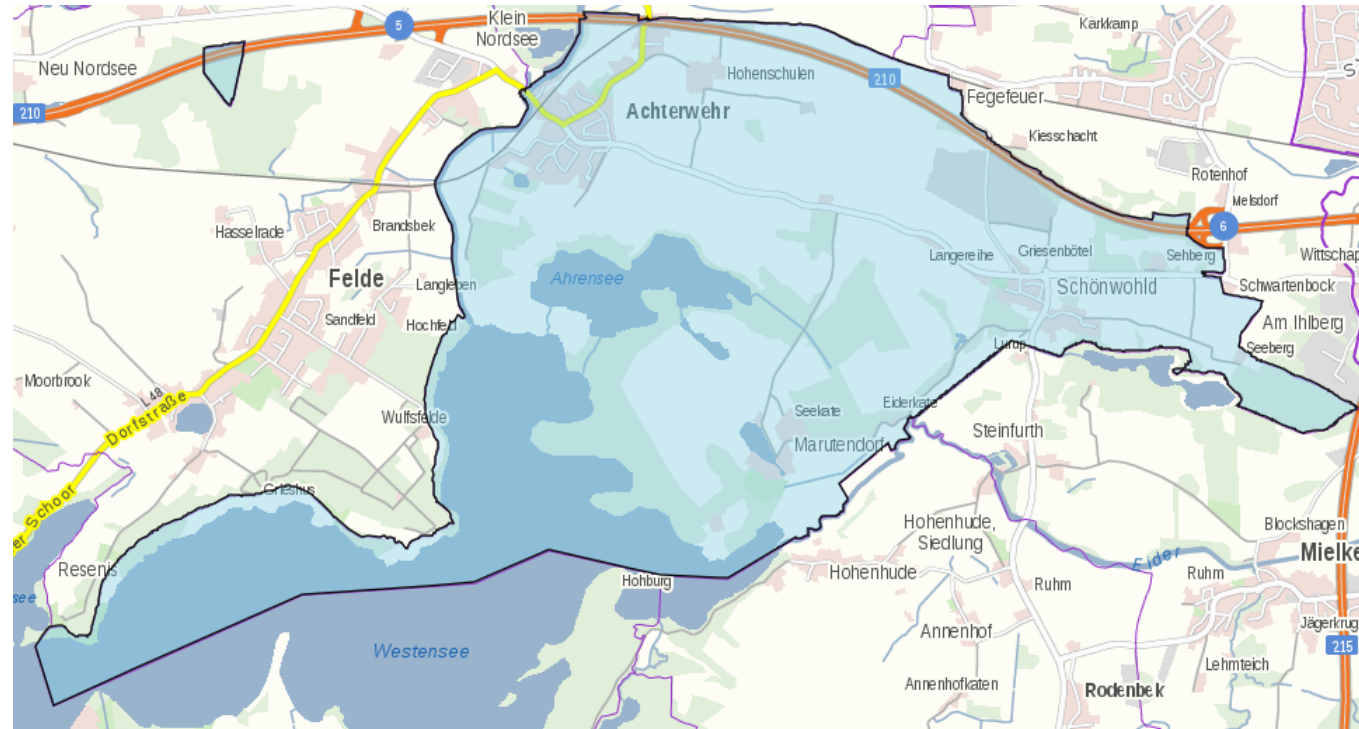 Klein
Nordsee
5
Karkkamp
Neu Nordsee
Hohenschulen
210
210
Achterwehr
Fegefeuer
Kiesschacht
Rotenhof
Melsdorf
Brandsbek
Hasselrade
6
Griesenbötel
Langereihe
Sehberg
Wittschap
Felde
Ahrensee
Langleben
Schönwohld
Schwartenbock
Sandfeld
Hochfeld
Am Ihlberg
Lurup
Seeberg
Moorbrook
L 48
Dorfstraße
Wulfsfelde
Seekate
Eiderkate
Marutendorf
Steinfurth
Grieshus
er Schoor
Hohenhude,
Siedlung
Blockshagen
Eider
Mielke
Resenis
see
Hohburg
Hohenhude
Ruhm
Ruhm
Annenhof
Jägerkrug
Westensee
215
Lehmteich
Annenhofkaten
Rodenbek